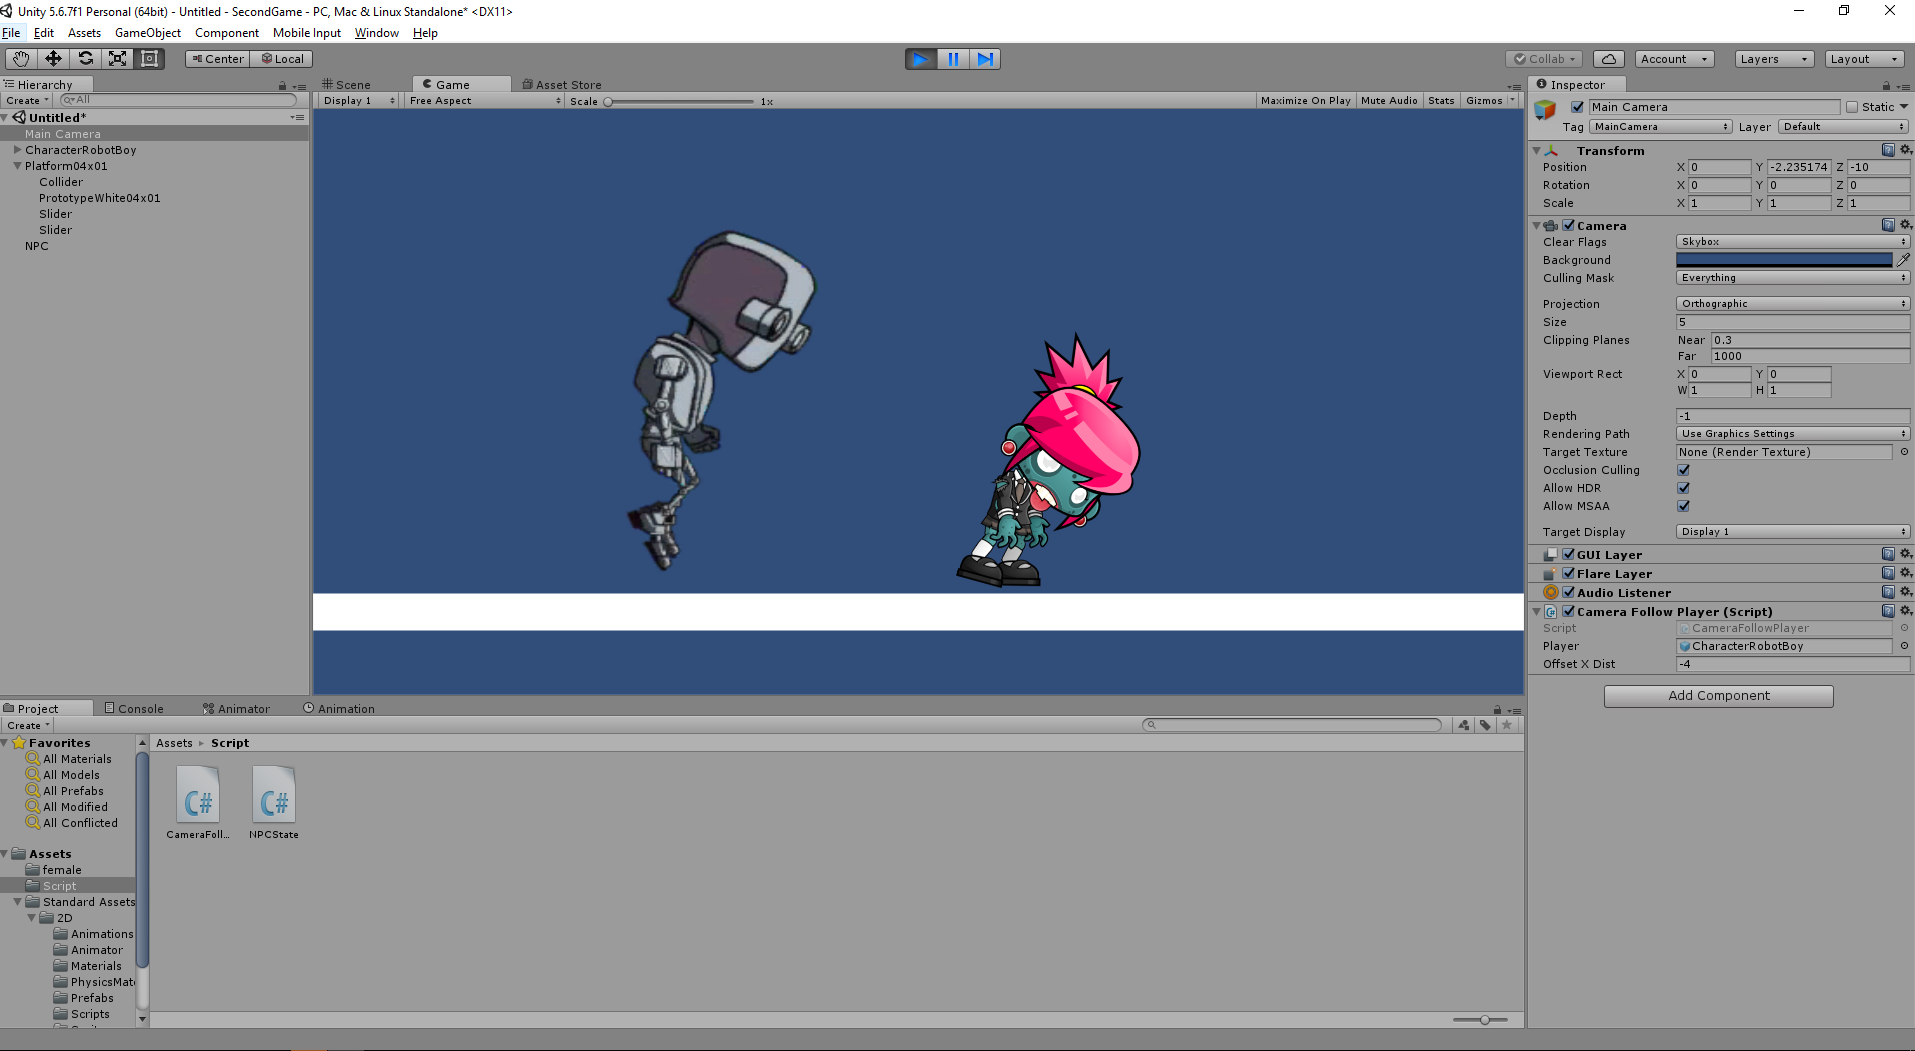 Unity 5.6.7f1 Personal (64bit) - Untitled - SecondGame - PC, Mac & Linux Standalone* <DX11>
File Edit Assets GameObject Component Mobile Input Window Help
Center Local
Collab Account Layers Layout
Hierarchy
Create All
Untitled*
Main Camera
CharacterRobotBoy
Platform04x01
Collider
PrototypeWhite04x01
Slider
Slider
NPC
Scene Game Asset Store
Display 1 Free Aspect Scale 1x Maximize On Play Mute Audio Stats Gizmos
Inspector
Main Camera Static
Tag MainCamera Layer Default
Transform
Position X 0 Y -2.235174 Z -10
Rotation X 0 Y 0 Z 0
Scale X 1 Y 1 Z 1
Camera
Clear Flags Skybox
Background
Culling Mask Everything
Projection Orthographic
Size 5
Clipping Planes Near 0.3
Far 1000
Viewport Rect X 0 Y 0
W 1 H 1
Depth -1
Rendering Path Use Graphics Settings
Target Texture None (Render Texture)
Occlusion Culling
Allow HDR
Allow MSAA
Target Display Display 1
GUI Layer
Flare Layer
Audio Listener
C# Camera Follow Player (Script)
Script CameraFollowPlayer
Player CharacterRobotBoy
Offset X Dist -4
Add Component
Project Console Animator Animation
Create
Favorites
All Materials
All Models
All Prefabs
All Modified
All Conflicted
Assets
female
Script
Standard Assets
2D
Animations
Animator
Materials
PhysicsMat
Prefabs
Scripts
Assets ▸ Script
C# C#
CameraFoll... NPCState